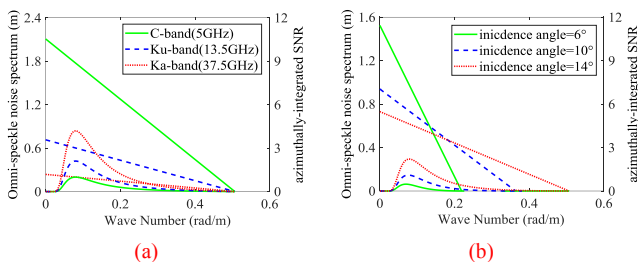 2.4
1.8
1.2
0.6
0
12
9
6
3
0
0
0.2
0.4
0.6
Omni-speckle noise spectrum (m)
azimuthally-integrated SNR
Wave Number (rad/m)
C-band(5GHz)
Ku-band(13.5GHz)
Ka-band(37.5GHz)
(a)
1.6
1.2
0.8
0.4
0
12
9
6
3
0
0
0.2
0.4
0.6
Omni-speckle noise spectrum (m)
azimuthally-integrated SNR
Wave Number (rad/m)
inicdence angle=6°
inicdence angle=10°
inicdence angle=14°
(b)